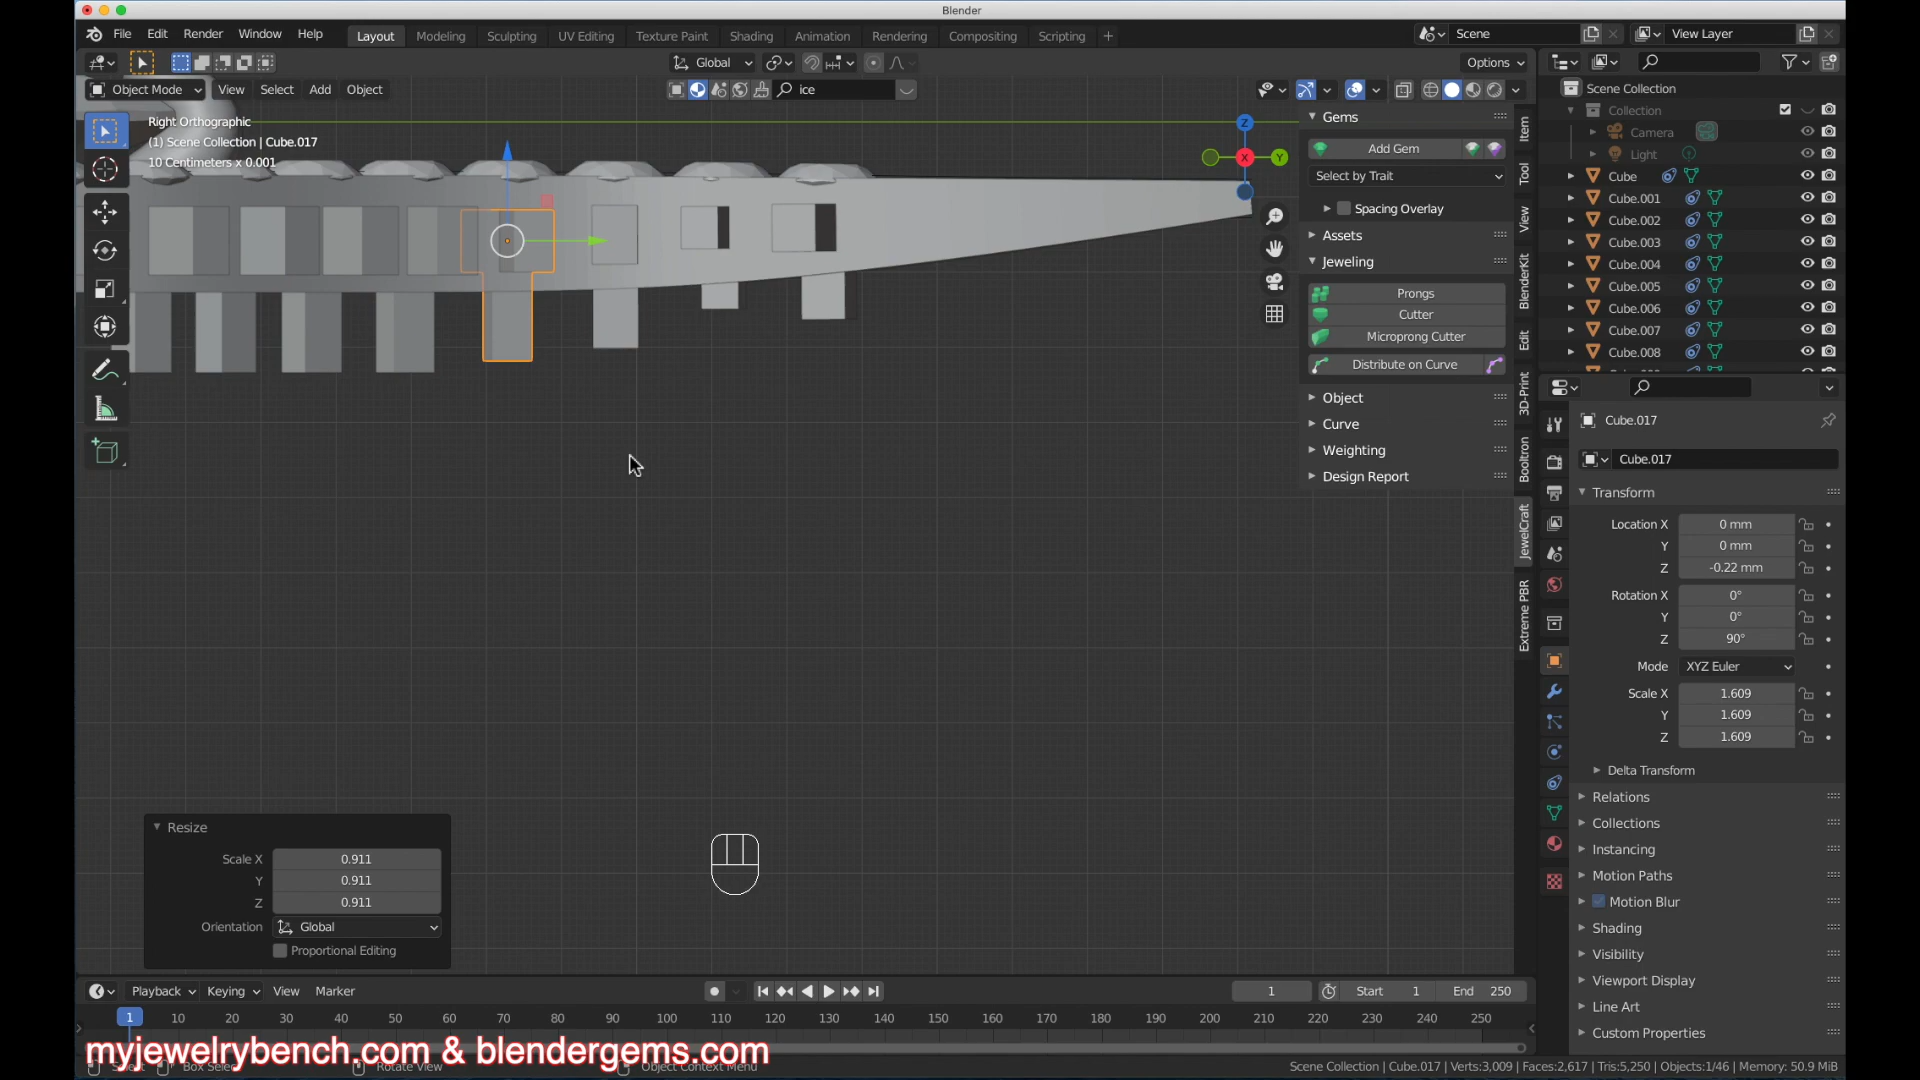 Blender
File Edit Render Window Help Layout Modeling Sculpting UV Editing Texture Paint Shading Animation Rendering Compositing Scripting + Scene View Layer
Global Options
Object Mode View Select Add Object ice
Right Orthographic
(1) Scene Collection | Cube.017
10 Centimeters x 0.001
Z
X
Y
Gems
Add Gem
Select by Trait
Spacing Overlay
Assets
Jeweling
Prongs
Cutter
Microprong Cutter
Distribute on Curve
Object
Curve
Weighting
Design Report
Item
Tool
View
BlenderKit
Edit
3D-Print
Booltron
JewelCraft
Extreme PBR
Scene Collection
Collection
Camera
Light
Cube
Cube.001
Cube.002
Cube.003
Cube.004
Cube.005
Cube.006
Cube.007
Cube.008
Cube.017
Cube.017
Transform
Location X 0 mm
Y 0 mm
Z -0.22 mm
Rotation X 0°
Y 0°
Z 90°
Mode XYZ Euler
Scale X 1.609
Y 1.609
Z 1.609
Delta Transform
Relations
Collections
Instancing
Motion Paths
Motion Blur
Shading
Visibility
Viewport Display
Line Art
Custom Properties
Resize
Scale X 0.911
Y 0.911
Z 0.911
Orientation Global
Proportional Editing
Playback Keying View Marker 1 Start 1 End 250
1 10 20 30 40 50 60 70 80 90 100 110 120 130 140 150 160 170 180 190 200 210 220 230 240 250
myjewelrybench.com & blendergems.com
Box Select Rotate View Object Context Menu Scene Collection | Cube.017 | Verts:3,009 | Faces:2,617 | Tris:5,250 | Objects:1/46 | Memory: 50.9 MiB